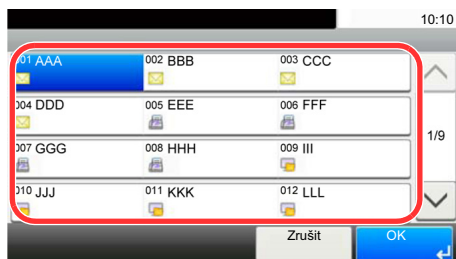 10:10
001 AAA 002 BBB 003 CCC
004 DDD 005 EEE 006 FFF
1/9
007 GGG 008 HHH 009 III
010 JJJ 011 KKK 012 LLL
Zrušit OK